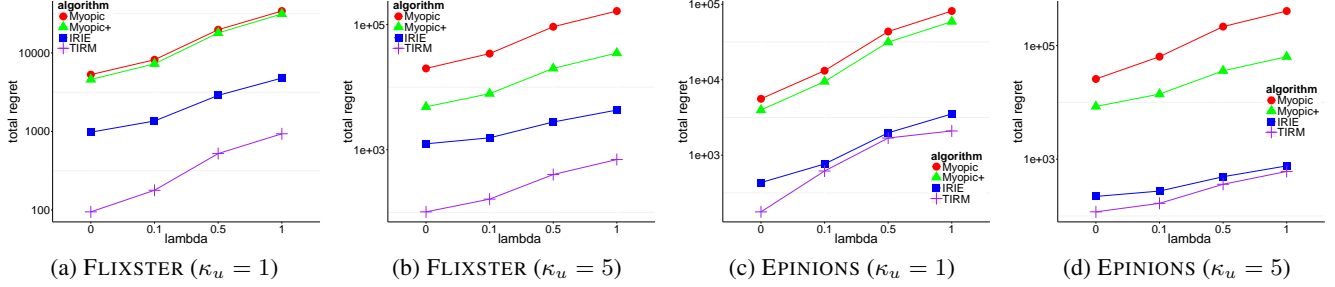 algorithm
Myopic
Myopic+
IRIE
TIRM
total regret
10000
1000
100
0 0.1 0.5 1
lambda
(a) FLIXSTER (κu = 1)
algorithm
Myopic
Myopic+
IRIE
TIRM
total regret
1e+05
1e+03
0 0.1 0.5 1
lambda
(b) FLIXSTER (κu = 5)
total regret
1e+05
1e+04
1e+03
algorithm
Myopic
Myopic+
IRIE
TIRM
0 0.1 0.5 1
lambda
(c) EPINIONS (κu = 1)
total regret
1e+05
1e+03
algorithm
Myopic
Myopic+
IRIE
TIRM
0 0.1 0.5 1
lambda
(d) EPINIONS (κu = 5)